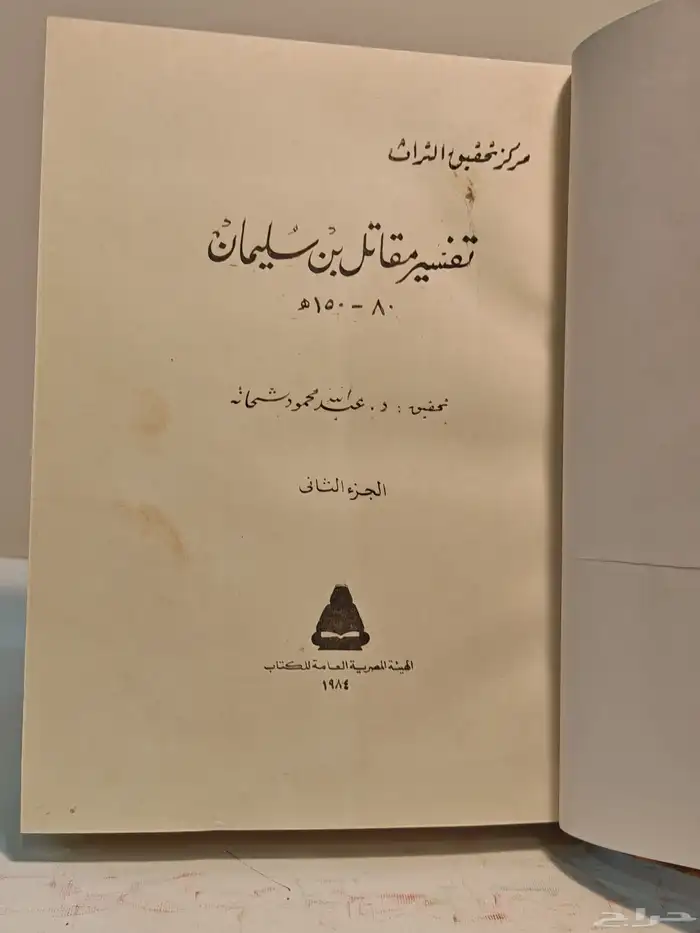 مركز تحقيق التراث
تفسير مقاتل بن سليمان
٨٠ - ١٥٠ هـ
تحقيق : د. عبد الله محمود شحاته
الجزء الثانى
الهيئة المصرية العامة للكتاب
١٩٨٤
حراج